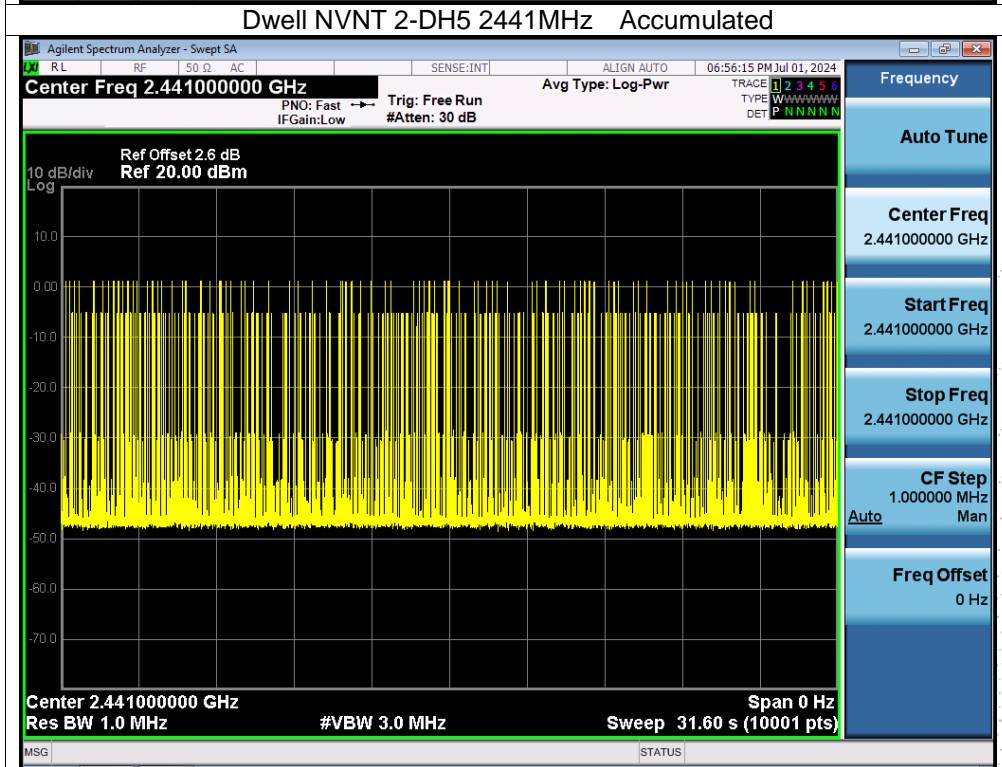 Dwell NVNT 2-DH5 2441MHz Accumulated
Agilent Spectrum Analyzer - Swept SA
LXI RL RF 50 Ω AC SENSE:INT ALIGN AUTO 06:56:15 PM Jul 01, 2024
Center Freq 2.441000000 GHz
PNO: Fast
IFGain:Low
Trig: Free Run
#Atten: 30 dB
Avg Type: Log-Pwr
TRACE 1 2 3 4 5 6
TYPE WWWWWW
DET P N N N N N
Ref Offset 2.6 dB
10 dB/div Ref 20.00 dBm
Log
10.0
0.00
-10.0
-20.0
-30.0
-40.0
-50.0
-60.0
-70.0
Center 2.441000000 GHz Span 0 Hz
Res BW 1.0 MHz #VBW 3.0 MHz Sweep 31.60 s (10001 pts)
MSG STATUS
Frequency
Auto Tune
Center Freq
2.441000000 GHz
Start Freq
2.441000000 GHz
Stop Freq
2.441000000 GHz
CF Step
1.000000 MHz
Auto Man
Freq Offset
0 Hz